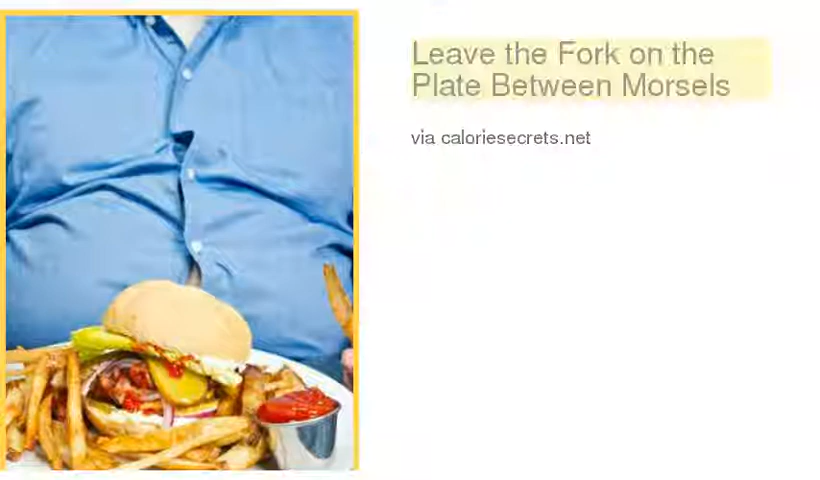 Leave the Fork on the
Plate Between Morsels
via caloriesecrets.net